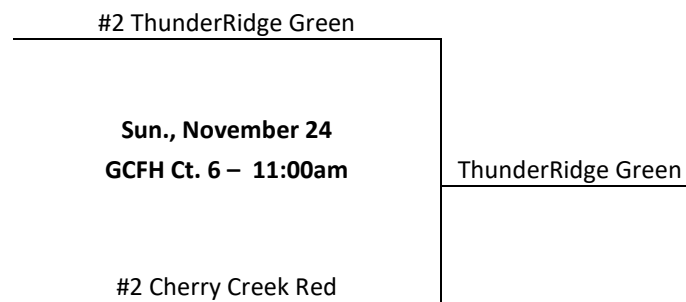 #2 ThunderRidge Green
Sun., November 24
GCFH Ct. 6 – 11:00am
ThunderRidge Green
#2 Cherry Creek Red